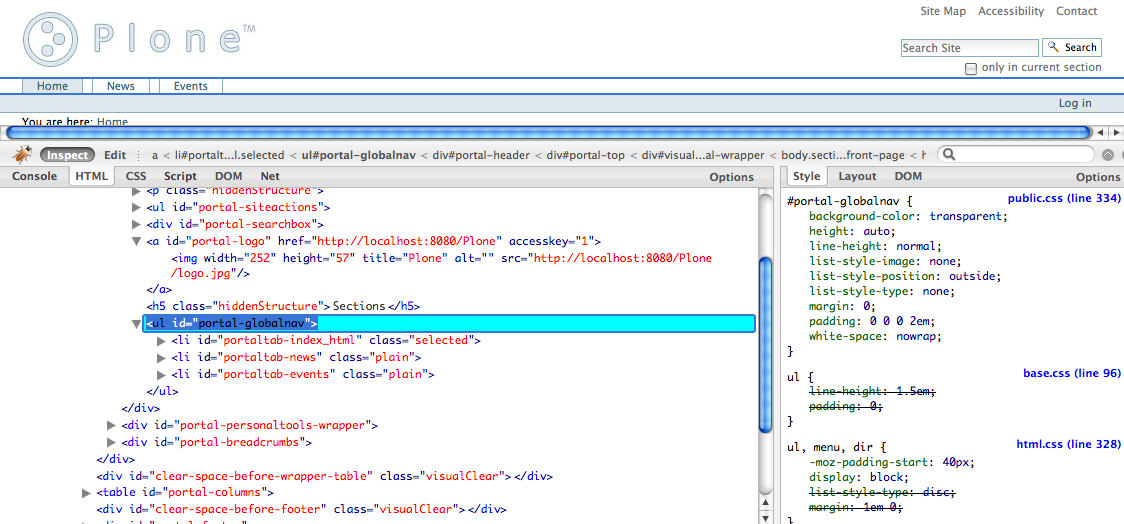 Site Map Accessibility Contact
Plone™
Search Site Search
only in current section
Home News Events
Log in
You are here: Home
Inspect Edit a < li#portalt...l.selected < ul#portal-globalnav < div#portal-header < div#portal-top < div#visual...al-wrapper < body.secti...front-page < h
Console HTML CSS Script DOM Net Options
Style Layout DOM Options
<p class="hiddenStructure">
<ul id="portal-siteactions">
<div id="portal-searchbox">
<a id="portal-logo" href="http://localhost:8080/Plone" accesskey="1">
<img width="252" height="57" title="Plone" alt="" src="http://localhost:8080/Plone
/logo.jpg"/>
</a>
<h5 class="hiddenStructure">Sections</h5>
<ul id="portal-globalnav">
<li id="portaltab-index_html" class="selected">
<li id="portaltab-news" class="plain">
<li id="portaltab-events" class="plain">
</ul>
</div>
<div id="portal-personaltools-wrapper">
<div id="portal-breadcrumbs">
</div>
<div id="clear-space-before-wrapper-table" class="visualClear"></div>
<table id="portal-columns">
<div id="clear-space-before-footer" class="visualClear"></div>
#portal-globalnav { public.css (line 334)
background-color: transparent;
height: auto;
line-height: normal;
list-style-image: none;
list-style-position: outside;
list-style-type: none;
margin: 0;
padding: 0 0 0 2em;
white-space: nowrap;
}
ul { base.css (line 96)
line-height: 1.5em;
padding: 0;
}
ul, menu, dir { html.css (line 328)
-moz-padding-start: 40px;
display: block;
list-style-type: disc;
margin: 1em 0;